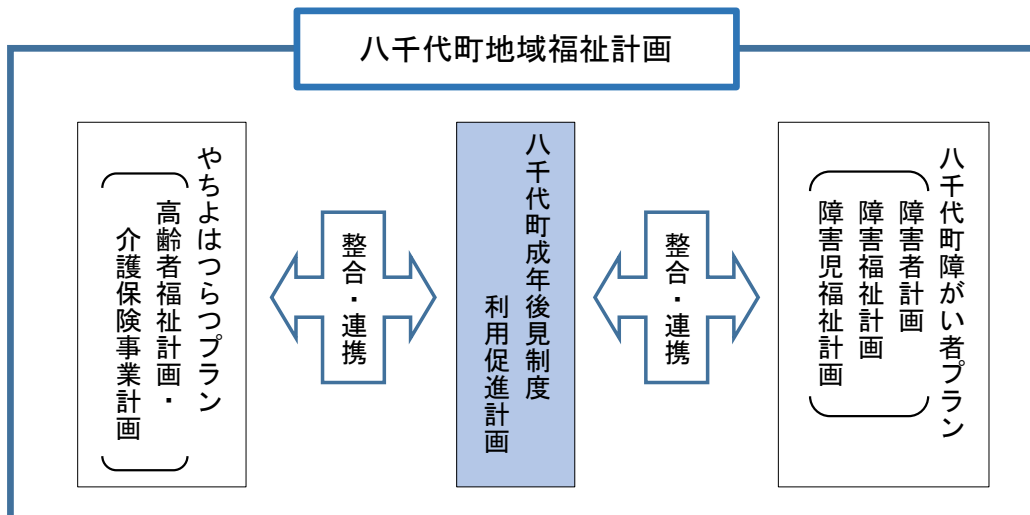 八千代町地域福祉計画
やちよはつらつプラン
高齢者福祉計画・
介護保険事業計画
整合・連携
八千代町成年後見制度
利用促進計画
整合・連携
八千代町障がい者プラン
障害者計画
障害福祉計画
障害児福祉計画